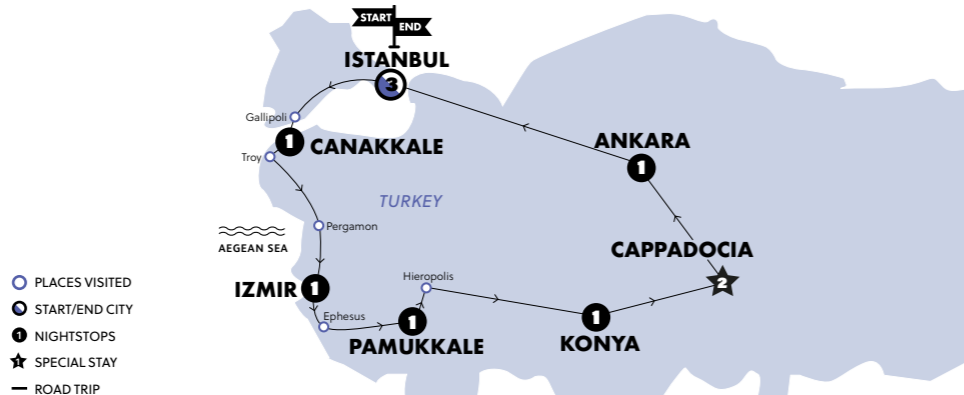 START
END
ISTANBUL
3
Gallipoli
1
CANAKKALE
Troy
ANKARA
1
TURKEY
Pergamon
AEGEAN SEA
CAPPADOCIA
2
Hieropolis
IZMIR
1
Ephesus
1
PAMUKKALE
1
KONYA
PLACES VISITED
START/END CITY
1 NIGHTSTOPS
1 SPECIAL STAY
ROAD TRIP